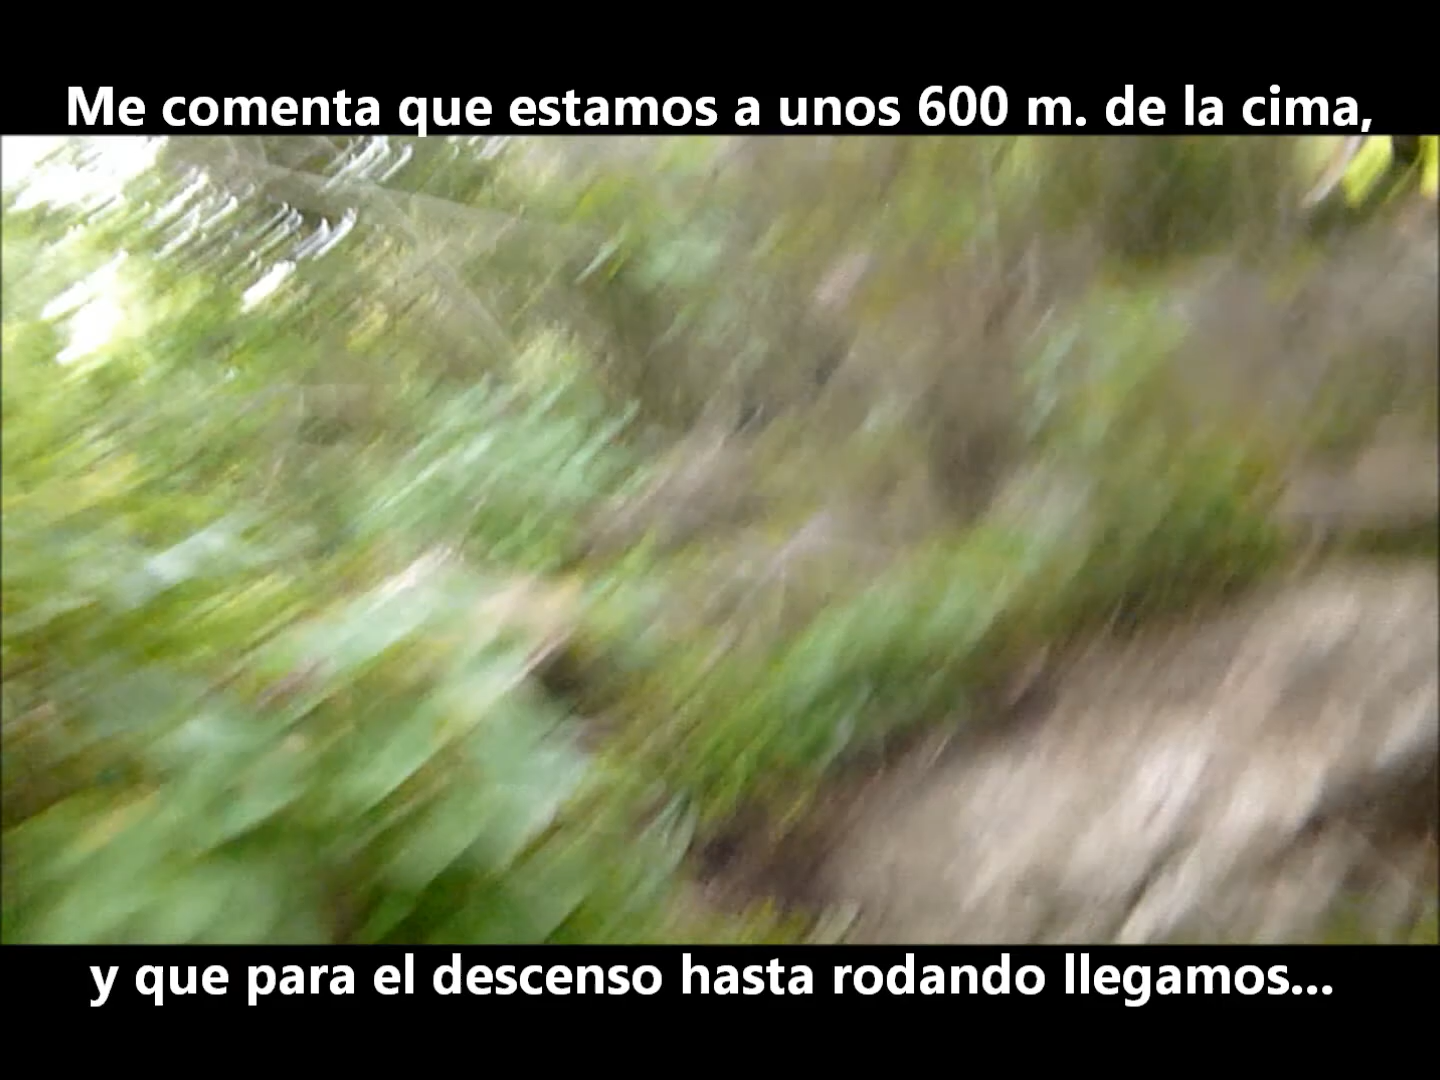 Me comenta que estamos a unos 600 m. de la cima,
y que para el descenso hasta rodando llegamos...